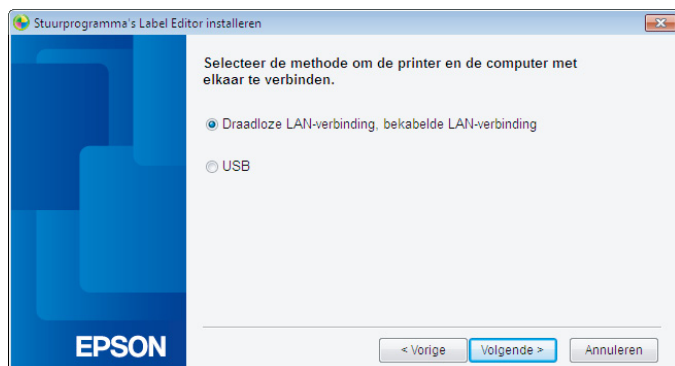 Stuurprogramma's Label Editor installeren
Selecteer de methode om de printer en de computer met
elkaar te verbinden.
Draadloze LAN-verbinding, bekabelde LAN-verbinding
USB
EPSON
< Vorige
Volgende >
Annuleren